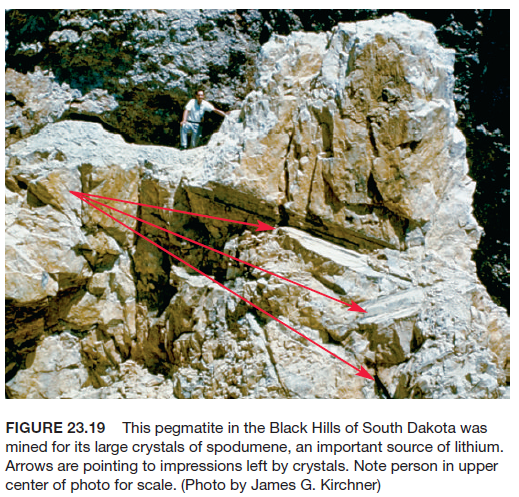 FIGURE 23.19 This pegmatite in the Black Hills of South Dakota was
mined for its large crystals of spodumene, an important source of lithium.
Arrows are pointing to impressions left by crystals. Note person in upper
center of photo for scale. (Photo by James G. Kirchner)